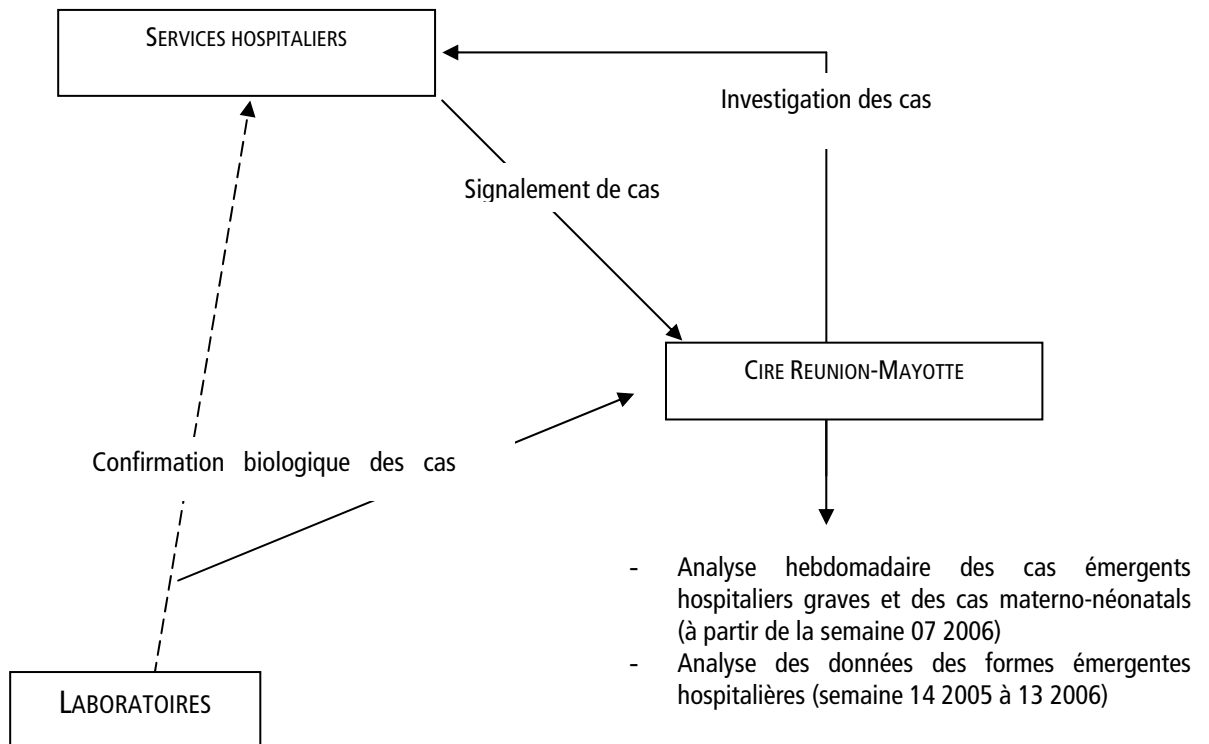 SERVICES HOSPITALIERS
Investigation des cas
Signalement de cas
CIRE REUNION-MAYOTTE
Confirmation biologique des cas
- Analyse hebdomadaire des cas émergents
hospitaliers graves et des cas materno-néonatals
(à partir de la semaine 07 2006)
- Analyse des données des formes émergentes
hospitalières (semaine 14 2005 à 13 2006)
LABORATOIRES